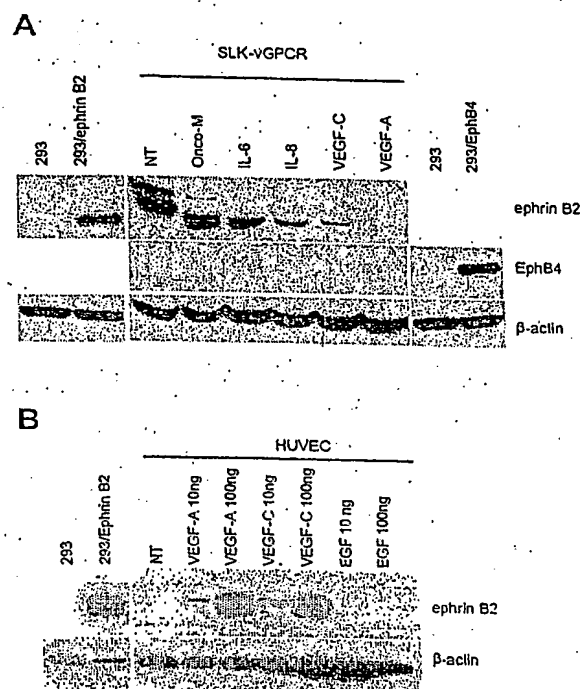 A
SLK-vGPCR
293
293/ephrin B2
NT
Onco-M
IL-6
IL-8
VEGF-C
VEGF-A
293
293/EphB4
ephrin B2
EphB4
β-actin
B
HUVEC
293
293/Ephrin B2
NT
VEGF-A 10ng
VEGF-A 100ng
VEGF-C 10ng
VEGF-C 100ng
EGF 10 ng
EGF 100ng
ephrin B2
β-actin